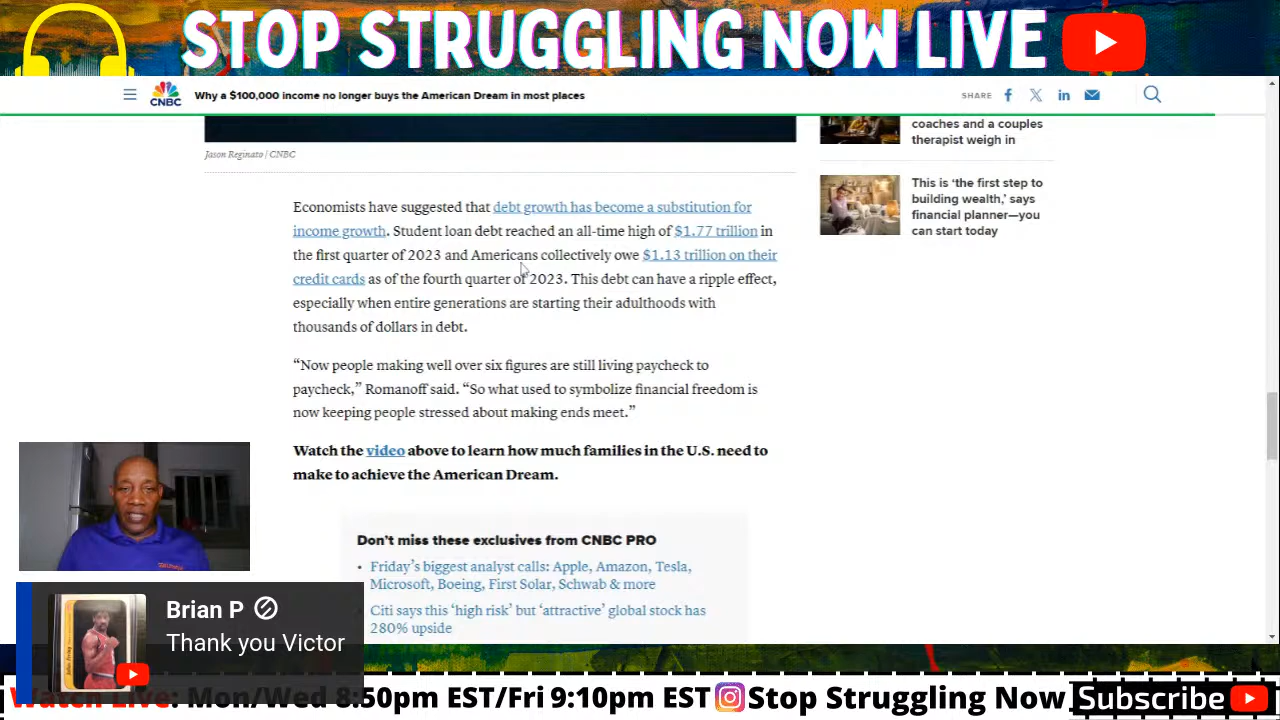 STOP STRUGGLING NOW LIVE
CNBC
Why a $100,000 income no longer buys the American Dream in most places
SHARE
Jason Reginato | CNBC
Economists have suggested that debt growth has become a substitution for
income growth. Student loan debt reached an all-time high of $1.77 trillion in
the first quarter of 2023 and Americans collectively owe $1.13 trillion on their
credit cards as of the fourth quarter of 2023. This debt can have a ripple effect,
especially when entire generations are starting their adulthoods with
thousands of dollars in debt.
“Now people making well over six figures are still living paycheck to
paycheck,” Romanoff said. “So what used to symbolize financial freedom is
now keeping people stressed about making ends meet.”
Watch the video above to learn how much families in the U.S. need to
make to achieve the American Dream.
Don’t miss these exclusives from CNBC PRO
• Friday’s biggest analyst calls: Apple, Amazon, Tesla,
Microsoft, Boeing, First Solar, Schwab & more
• Citi says this ‘high risk’ but ‘attractive’ global stock has
280% upside
coaches and a couples
therapist weigh in
This is ‘the first step to
building wealth,’ says
financial planner—you
can start today
Brian P
Thank you Victor
Watch Live: Mon/Wed 8:50pm EST/Fri 9:10pm EST Stop Struggling Now
Subscribe